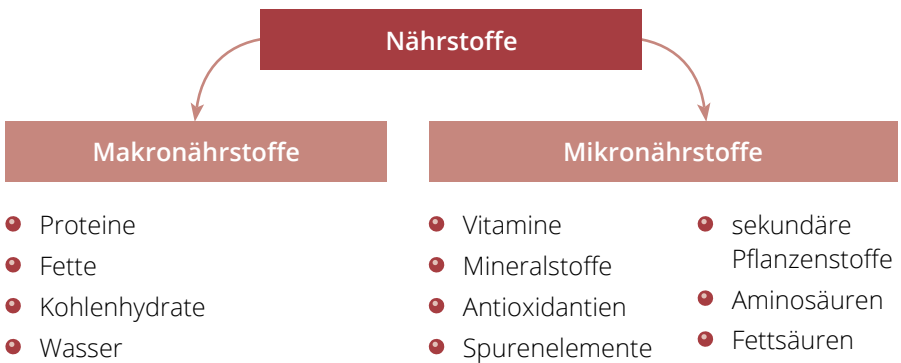 Nährstoffe
Makronährstoffe
Proteine
Fette
Kohlenhydrate
Wasser
Mikronährstoffe
Vitamine
Mineralstoffe
Antioxidantien
Spurenelemente
sekundäre
Pflanzenstoffe
Aminosäuren
Fettsäuren